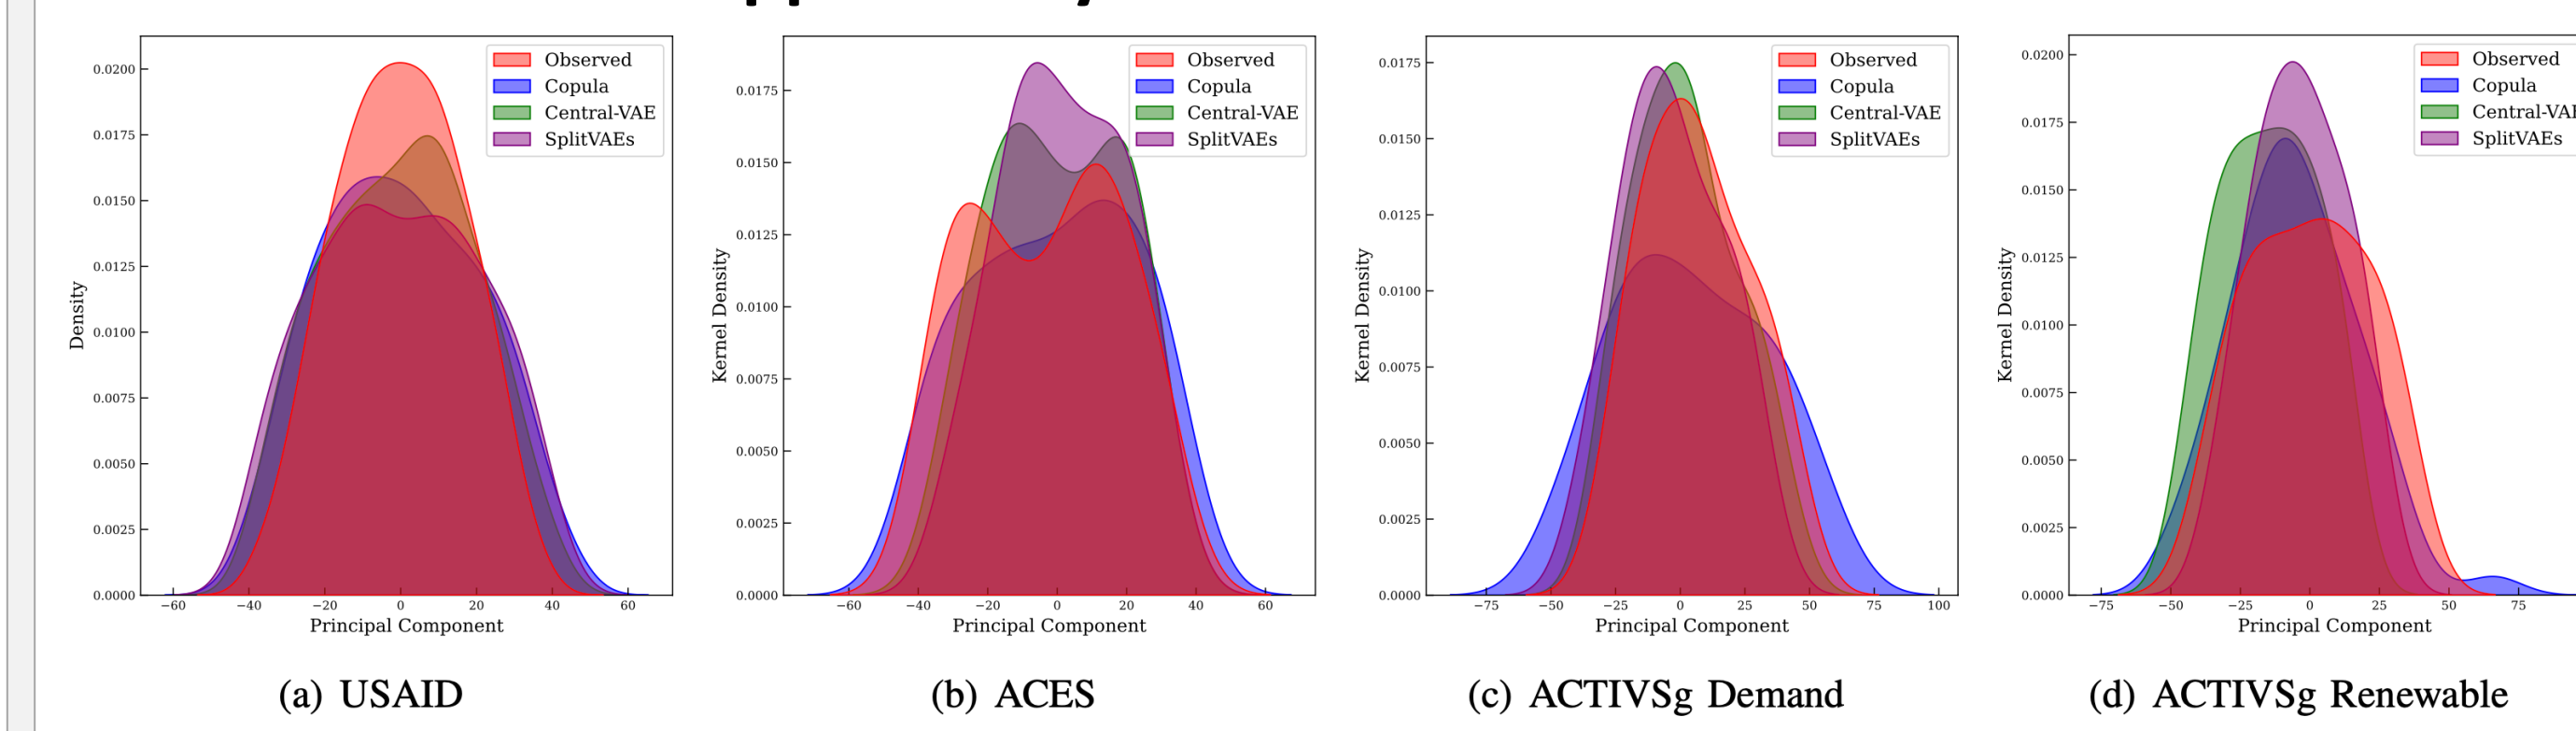 Observed
Copula
Central-VAE
SplitVAEs
0.0200
0.0175
0.0150
0.0125
0.0100
0.0075
0.0050
0.0025
0.0000
Density
−60 −40 −20 0 20 40 60
Principal Component
(a) USAID
Observed
Copula
Central-VAE
SplitVAEs
0.0175
0.0150
0.0125
0.0100
0.0075
0.0050
0.0025
0.0000
Kernel Density
−60 −40 −20 0 20 40 60
Principal Component
(b) ACES
Observed
Copula
Central-VAE
SplitVAEs
0.0175
0.0150
0.0125
0.0100
0.0075
0.0050
0.0025
0.0000
Kernel Density
−75 −50 −25 0 25 50 75 100
Principal Component
(c) ACTIVSg Demand
Observed
Copula
Central-VAE
SplitVAEs
0.0200
0.0175
0.0150
0.0125
0.0100
0.0075
0.0050
0.0025
0.0000
Kernel Density
−75 −50 −25 0 25 50 75
Principal Component
(d) ACTIVSg Renewable